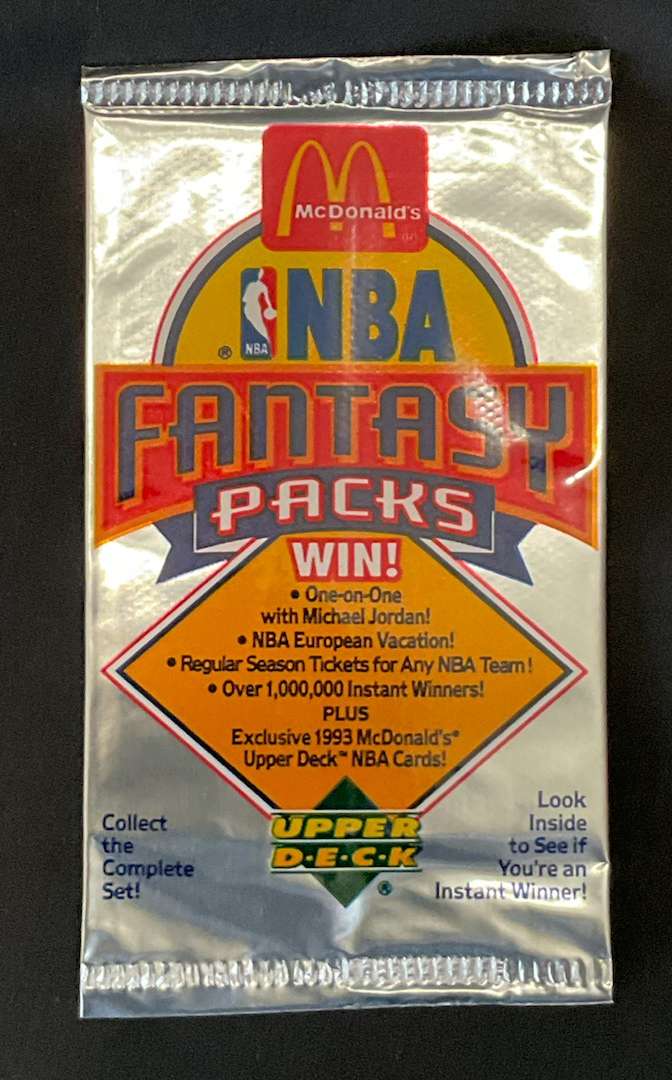 McDonald's
®
NBA
NBA
®
FANTASY
PACKS
WIN!
• One-on-One
with Michael Jordan!
• NBA European Vacation!
• Regular Season Tickets for Any NBA Team!
• Over 1,000,000 Instant Winners!
PLUS
Exclusive 1993 McDonald's®
Upper Deck™ NBA Cards!
Collect
the
Complete
Set!
UPPER
D·E·C·K
®
Look
Inside
to See if
You're an
Instant Winner!